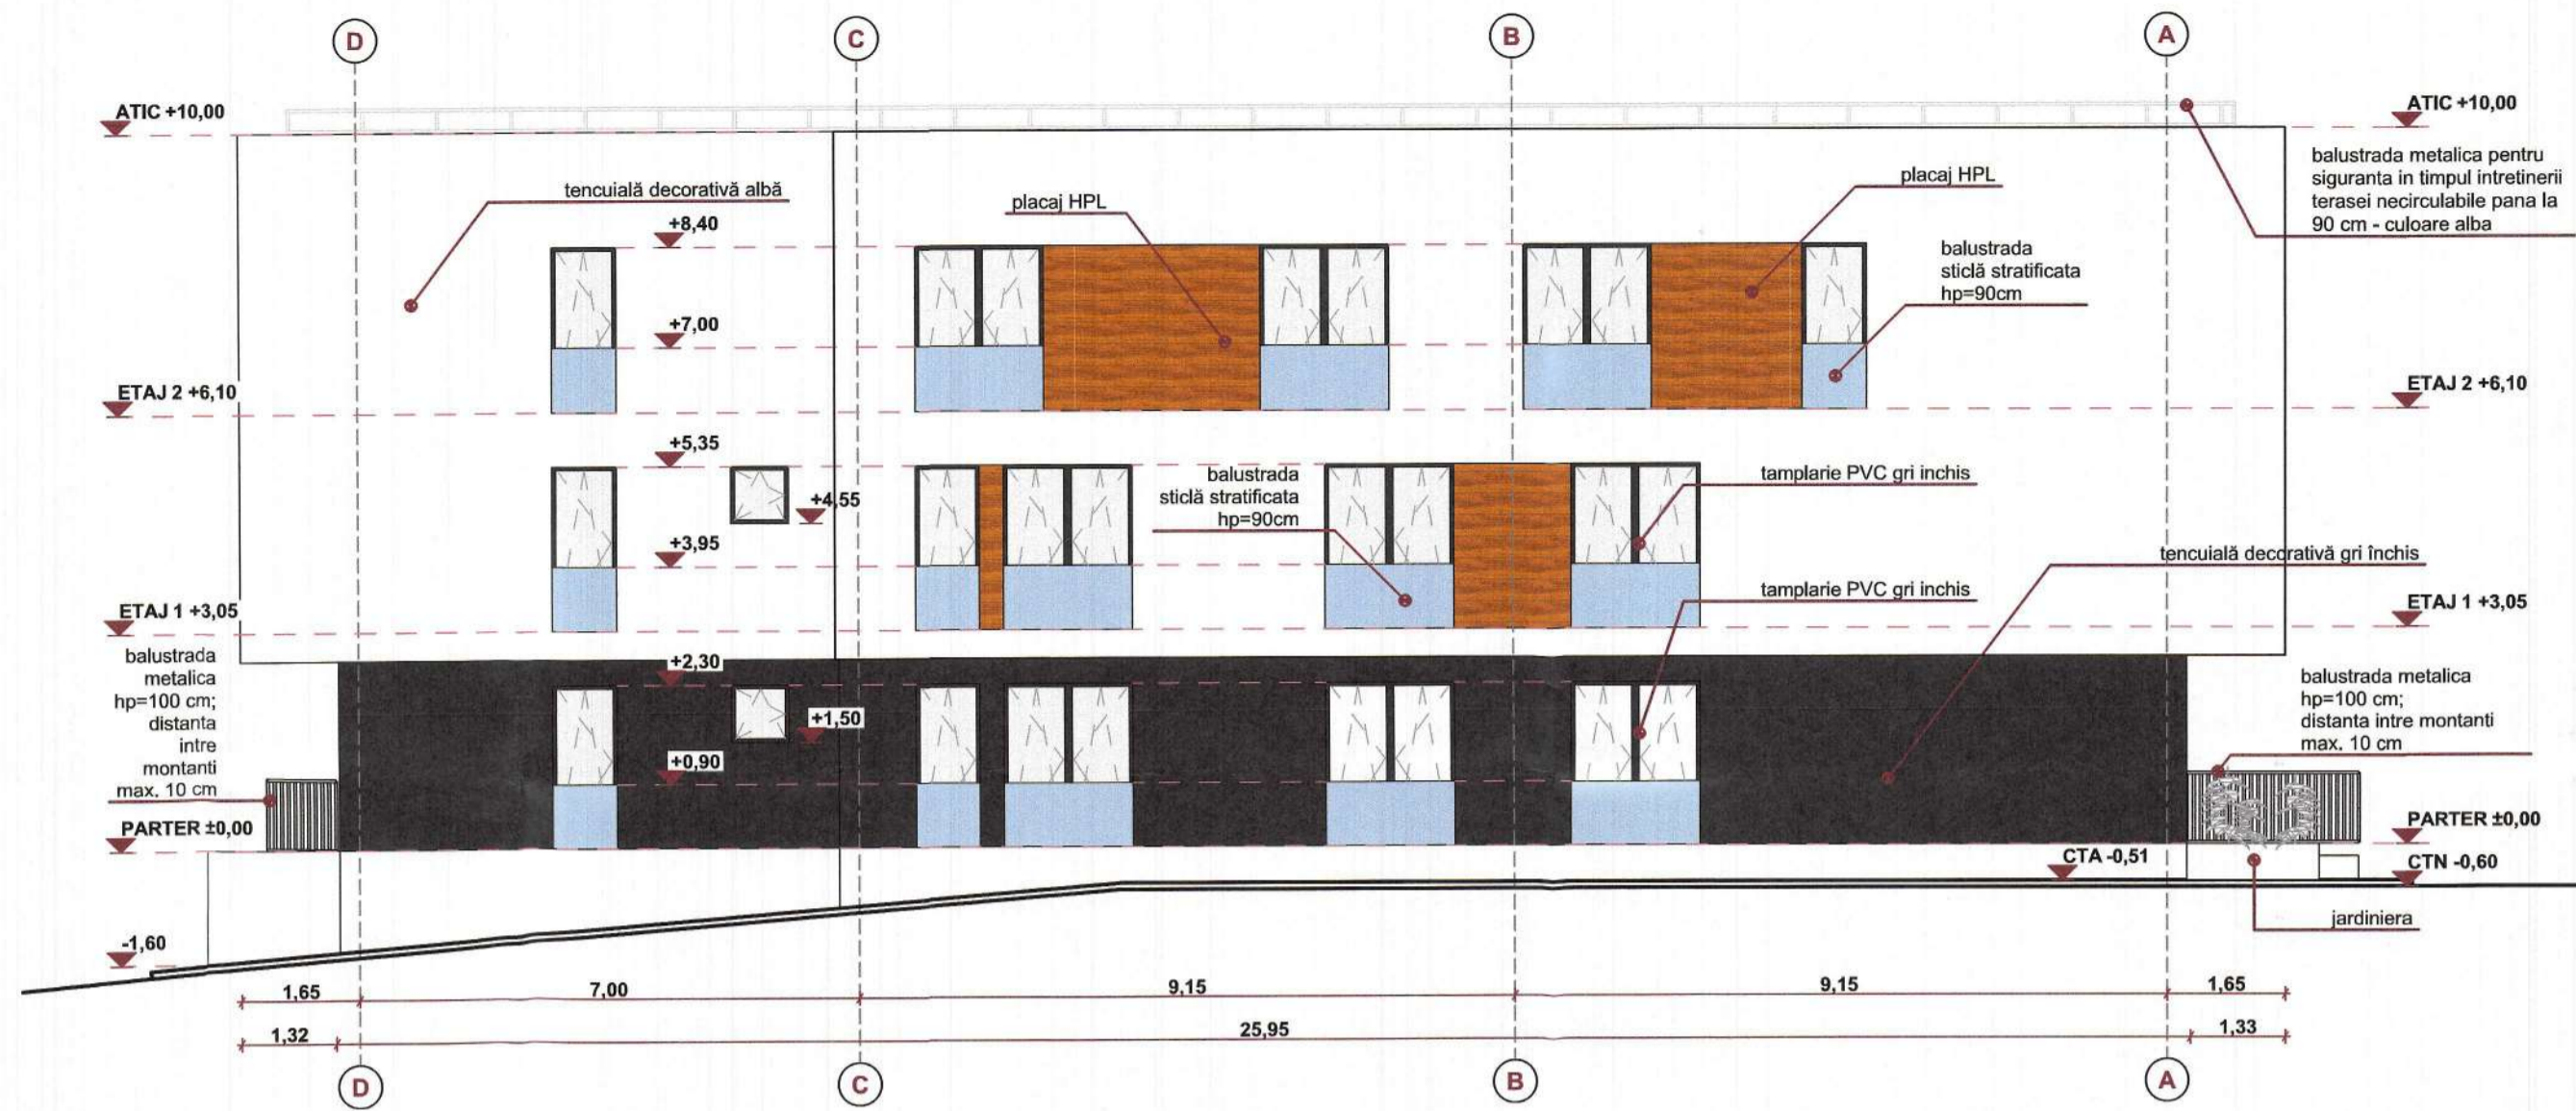 D
C
B
A
ATIC +10,00
ATIC +10,00
balustrada metalica pentru
siguranta in timpul intretinerii
terasei necirculabile pana la
90 cm - culoare alba
tencuială decorativă albă
placaj HPL
placaj HPL
+8,40
balustrada
sticlă stratificata
hp=90cm
+7,00
ETAJ 2 +6,10
ETAJ 2 +6,10
+5,35
+4,55
balustrada
sticlă stratificata
hp=90cm
tamplarie PVC gri inchis
+3,95
tencuială decorativă gri închis
tamplarie PVC gri inchis
ETAJ 1 +3,05
ETAJ 1 +3,05
balustrada
metalica
hp=100 cm;
distanta
intre
montanti
max. 10 cm
+2,30
+1,50
+0,90
balustrada metalica
hp=100 cm;
distanta intre montanti
max. 10 cm
PARTER ±0,00
PARTER ±0,00
CTA -0,51
CTN -0,60
jardiniera
-1,60
1,65
7,00
9,15
9,15
1,65
1,32
25,95
1,33
D
C
B
A